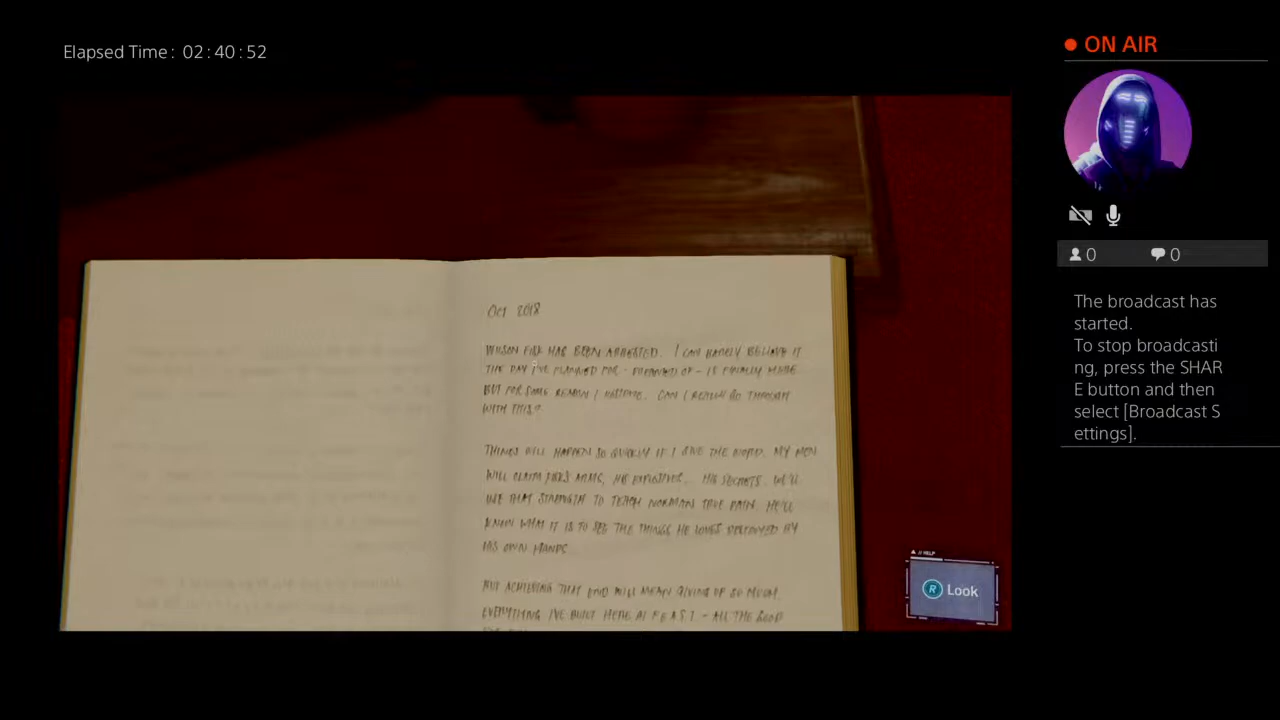 Elapsed Time: 02:40:52
ON AIR
0 0
The broadcast has
started.
To stop broadcasti
ng, press the SHAR
E button and then
select [Broadcast S
ettings].
Oct 2018
WILSON FISK HAS BEEN ARRESTED. I CAN BARELY BELIEVE IT
THE DAY I'VE PLANNED FOR - DREAMED OF - IS FINALLY HERE
BUT FOR SOME REASON I HESITATE. CAN I REALLY GO THROUGH
WITH THIS?
THINGS WILL HAPPEN SO QUICKLY IF I GIVE THE WORD. MY MEN
WILL CLAIM FISK'S ARMS, HIS EXPLOSIVES... HIS SECRETS. WE'LL
USE THAT STRENGTH TO TEACH NORMAN TRUE PAIN. HE'LL
KNOW WHAT IT IS TO SEE THE THINGS HE LOVES DESTROYED BY
HIS OWN HANDS.
BUT ACHIEVING THAT END WILL MEAN GIVING UP SO MUCH.
EVERYTHING I'VE BUILT HERE AT F.E.A.S.T. - ALL THE GOOD
// HELP
R Look